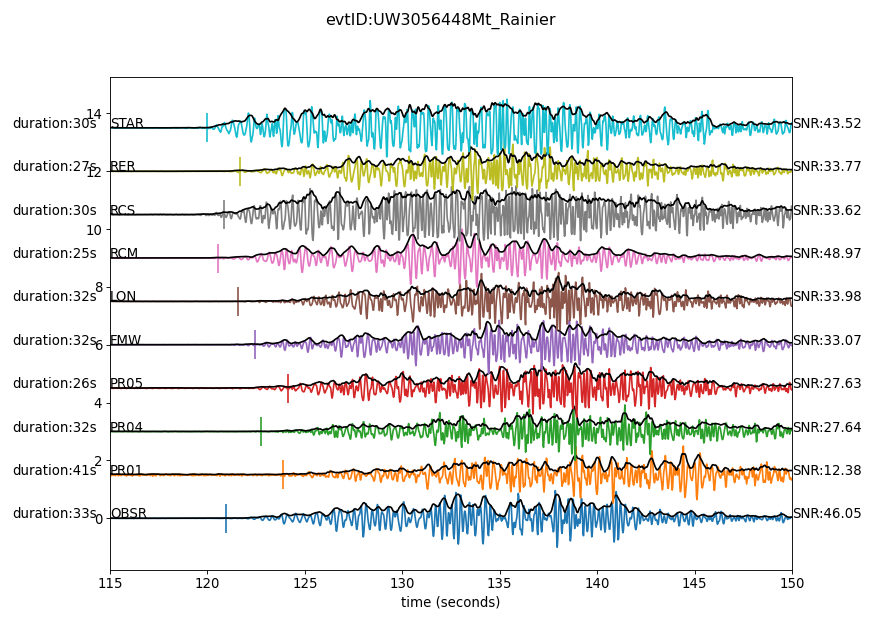 evtID:UW3056448Mt_Rainier
14
duration:30s STAR SNR:43.52
duration:27s RER SNR:33.77
12
duration:30s RCS SNR:33.62
10
duration:25s RCM SNR:48.97
8
duration:32s LON SNR:33.98
duration:32s FMW SNR:33.07
6
duration:26s PR05 SNR:27.63
4
duration:32s PR04 SNR:27.64
2
duration:41s PR01 SNR:12.38
duration:33s OBSR SNR:46.05
0
115 120 125 130 135 140 145 150
time (seconds)